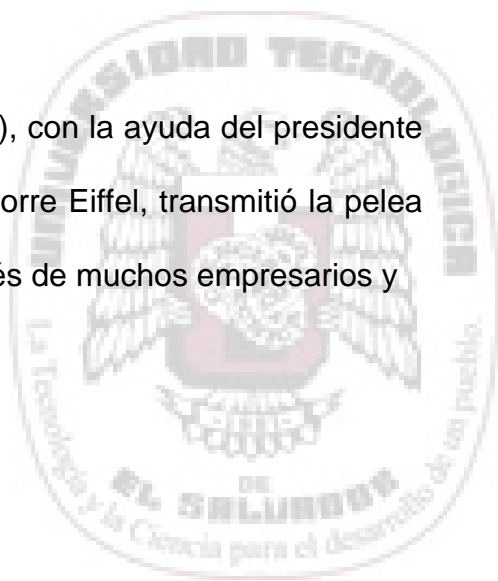 UNIVERSIDAD TECNOLOGICA
), con la ayuda del presidente
orre Eiffel, transmitió la pelea
és de muchos empresarios y
La Tecnología y la Ciencia para el desarrollo de un pueblo.
DE
EL SALVADOR